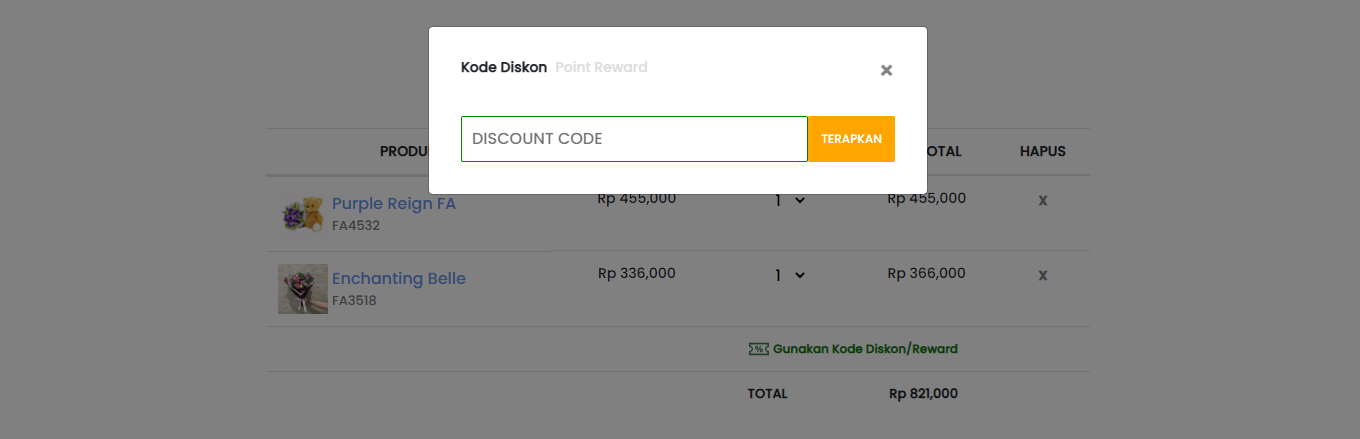 Kode Diskon Point Reward ×
DISCOUNT CODE TERAPKAN
PRODU OTAL HAPUS
Purple Reign FA Rp 455,000 1 Rp 455,000 x
FA4532
Enchanting Belle Rp 336,000 1 Rp 366,000 x
FA3518
% Gunakan Kode Diskon/Reward
TOTAL Rp 821,000